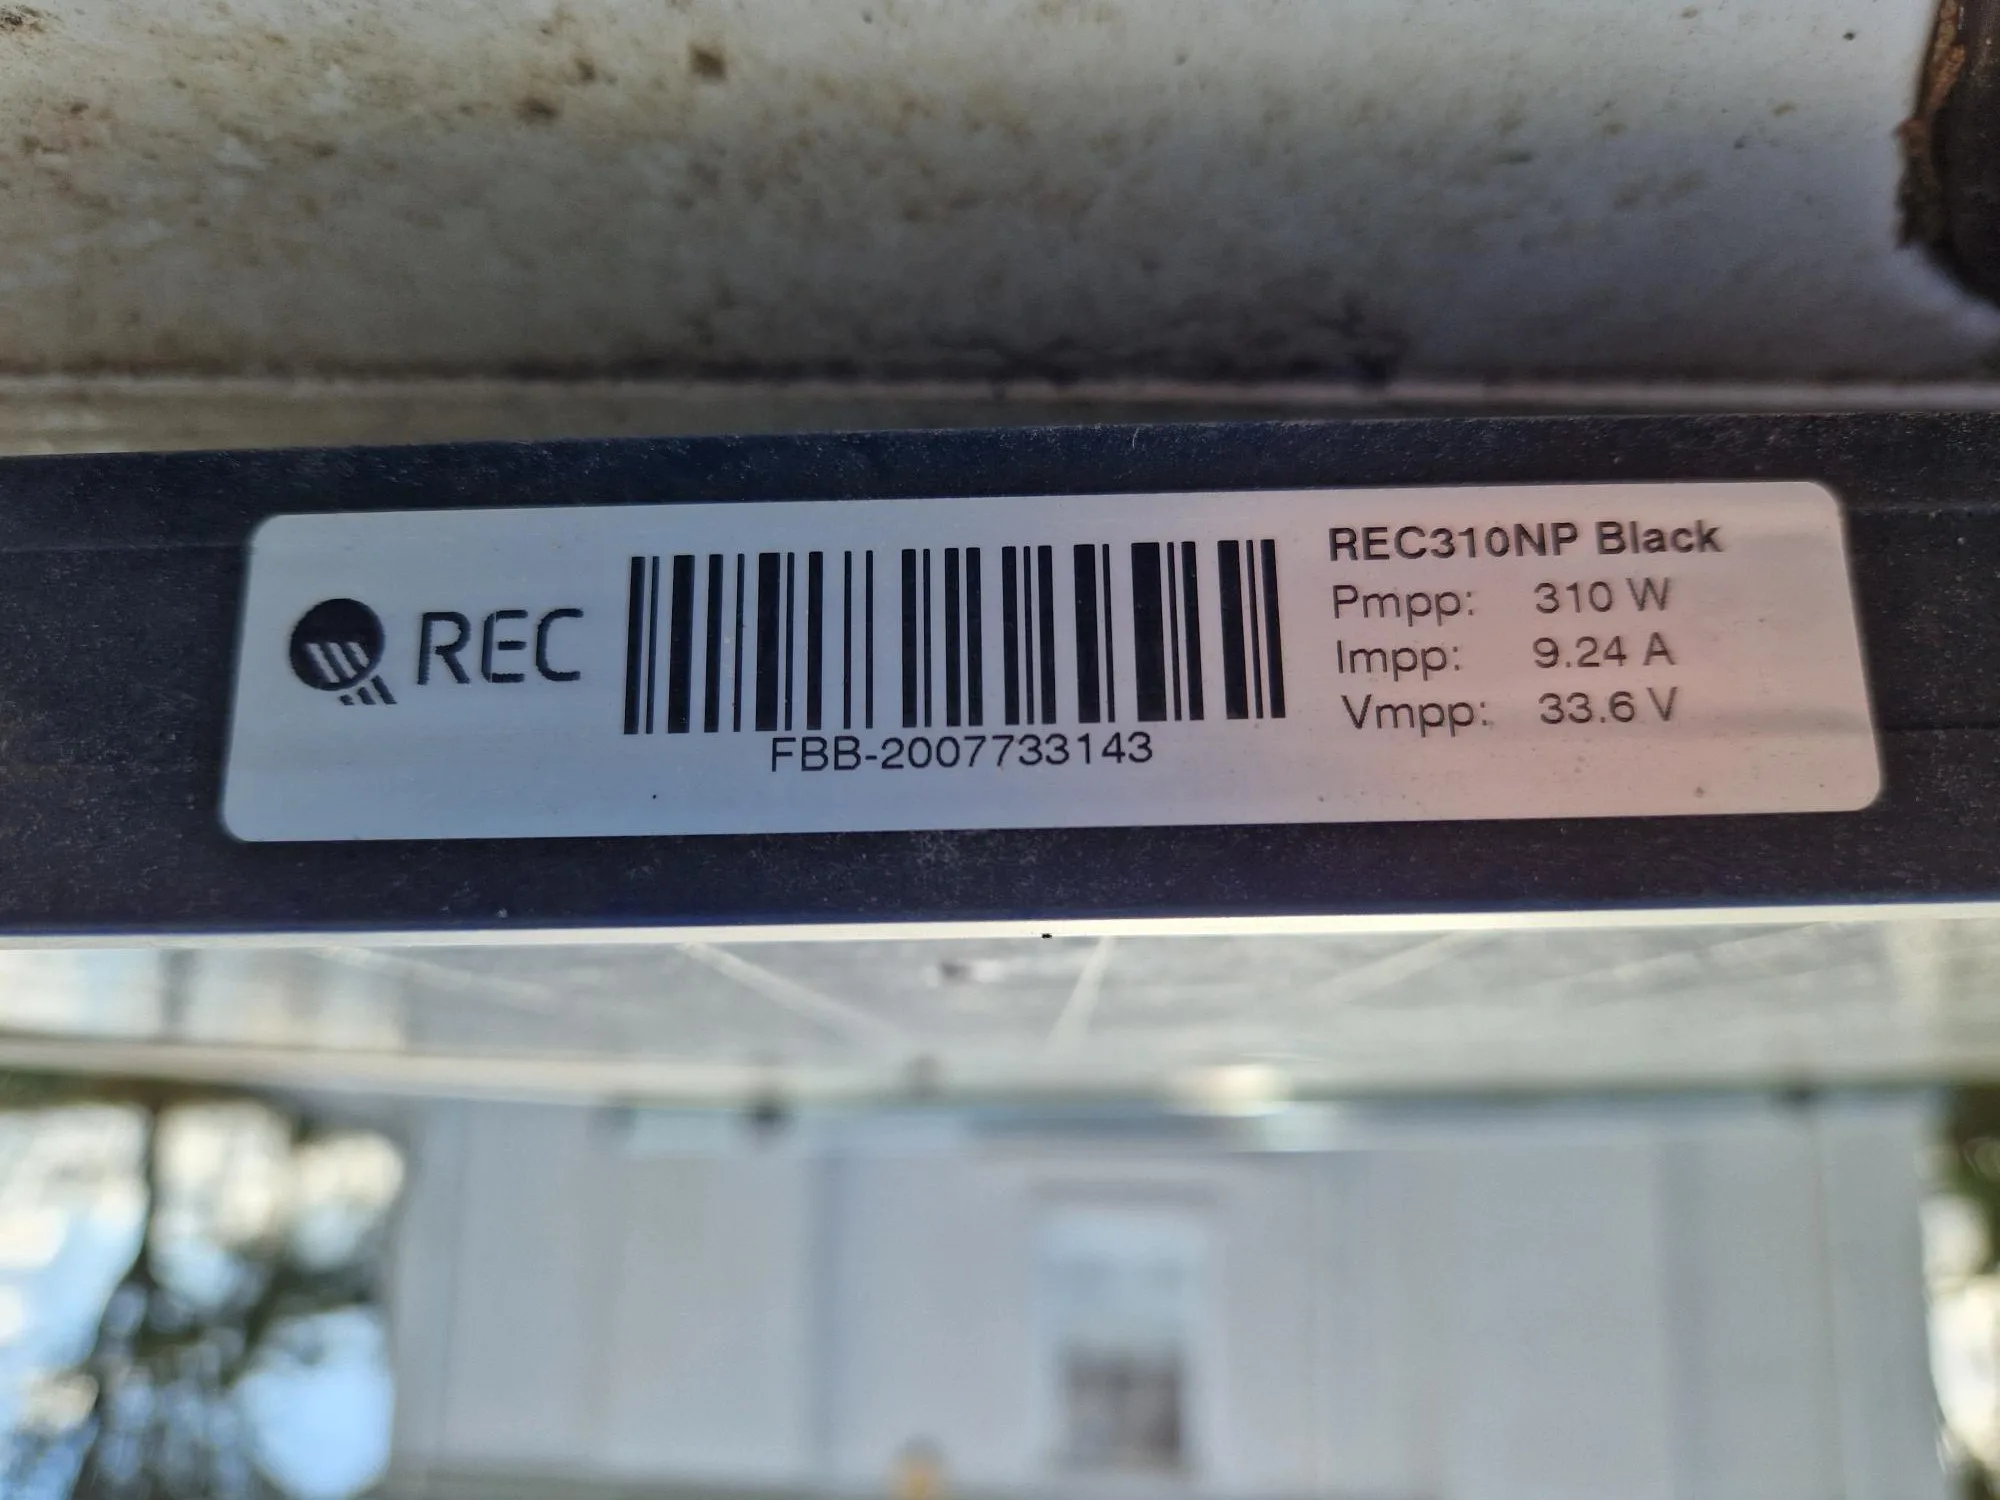 REC
FBB-2007733143
REC310NP Black
Pmpp: 310 W
Impp: 9.24 A
Vmpp: 33.6 V